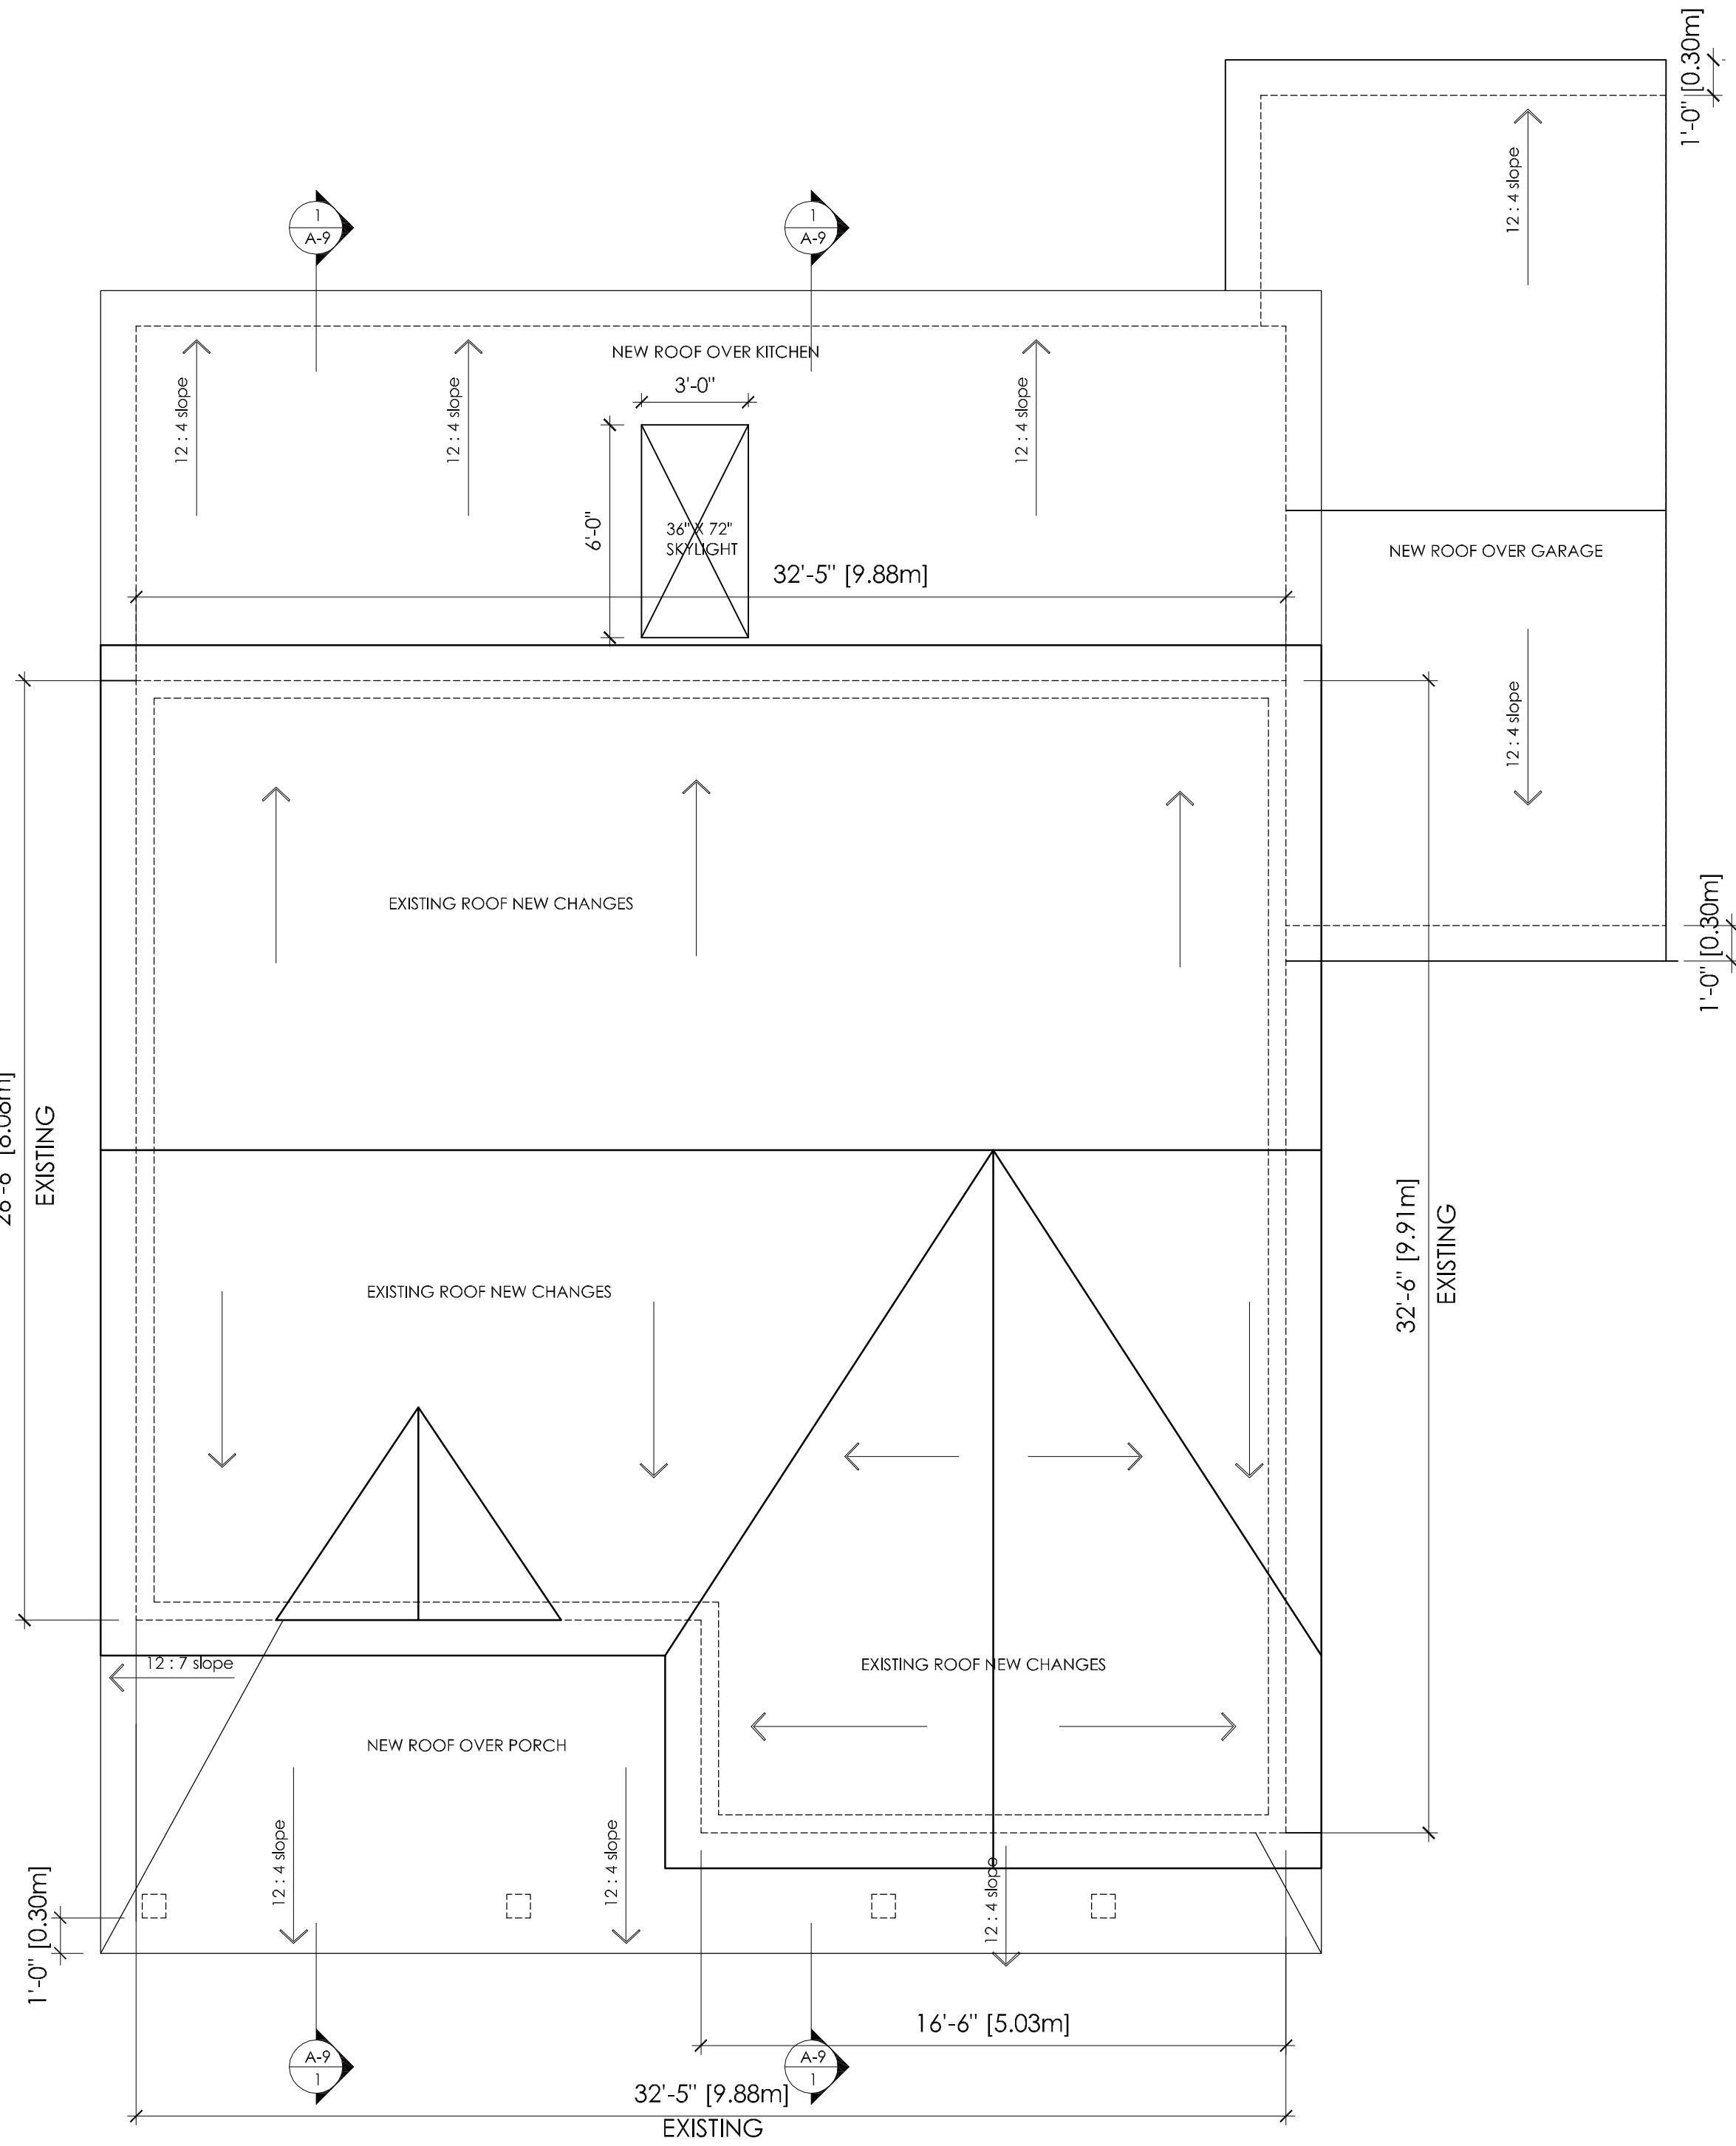 1'-0" [0.30m]
12 : 4 slope
1
A-9
1
A-9
NEW ROOF OVER KITCHEN
3'-0"
12 : 4 slope
12 : 4 slope
12 : 4 slope
6'-0"
36" X 72"
SKYLIGHT
32'-5" [9.88m]
NEW ROOF OVER GARAGE
12 : 4 slope
1'-0" [0.30m]
EXISTING ROOF NEW CHANGES
EXISTING
32'-6" [9.91m]
EXISTING
EXISTING ROOF NEW CHANGES
12 : 7 slope
EXISTING ROOF NEW CHANGES
NEW ROOF OVER PORCH
12 : 4 slope
12 : 4 slope
12 : 4 slope
1'-0" [0.30m]
16'-6" [5.03m]
A-9
1
A-9
1
32'-5" [9.88m]
EXISTING